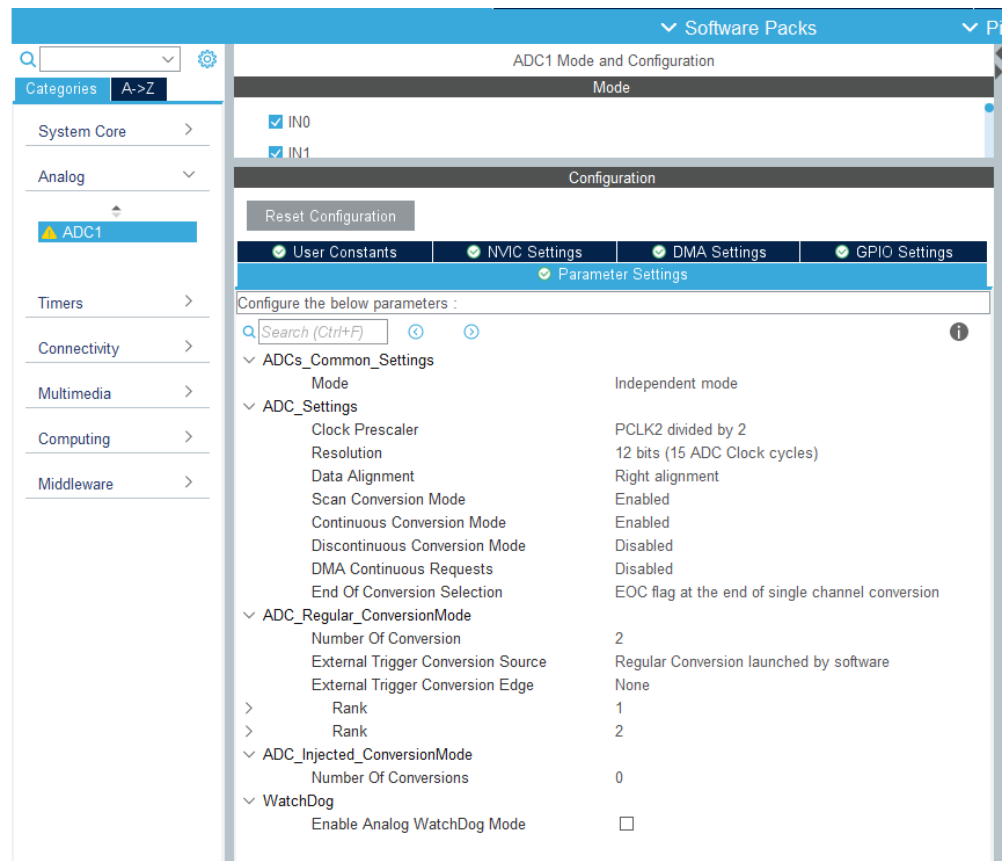 Software Packs
Pi
ADC1 Mode and Configuration
Mode
Categories
A->Z
IN0
System Core
IN1
Analog
Configuration
Reset Configuration
ADC1
User Constants
NVIC Settings
DMA Settings
GPIO Settings
Parameter Settings
Timers
Configure the below parameters :
Search (Ctrl+F)
Connectivity
Multimedia
Computing
Middleware
ADCs_Common_Settings
Mode Independent mode
ADC_Settings
Clock Prescaler PCLK2 divided by 2
Resolution 12 bits (15 ADC Clock cycles)
Data Alignment Right alignment
Scan Conversion Mode Enabled
Continuous Conversion Mode Enabled
Discontinuous Conversion Mode Disabled
DMA Continuous Requests Disabled
End Of Conversion Selection EOC flag at the end of single channel conversion
ADC_Regular_ConversionMode
Number Of Conversion 2
External Trigger Conversion Source Regular Conversion launched by software
External Trigger Conversion Edge None
Rank 1
Rank 2
ADC_Injected_ConversionMode
Number Of Conversions 0
WatchDog
Enable Analog WatchDog Mode